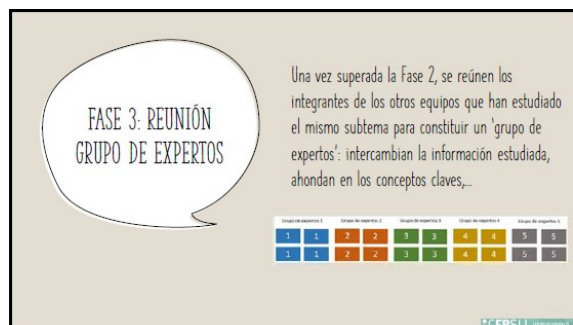 FASE 3: REUNIÓN
GRUPO DE EXPERTOS
Una vez superada la Fase 2, se reúnen los
integrantes de los otros equipos que han estudiado
el mismo subtema para constituir un 'grupo de
expertos': intercambian la información estudiada,
ahondan en los conceptos claves,...
Grupo de expertos 1 Grupo de expertos 2 Grupo de expertos 3 Grupo de expertos 4 Grupo de expertos 5
1 1 2 2 3 3 4 4 5 5
1 1 2 2 3 3 4 4 5 5